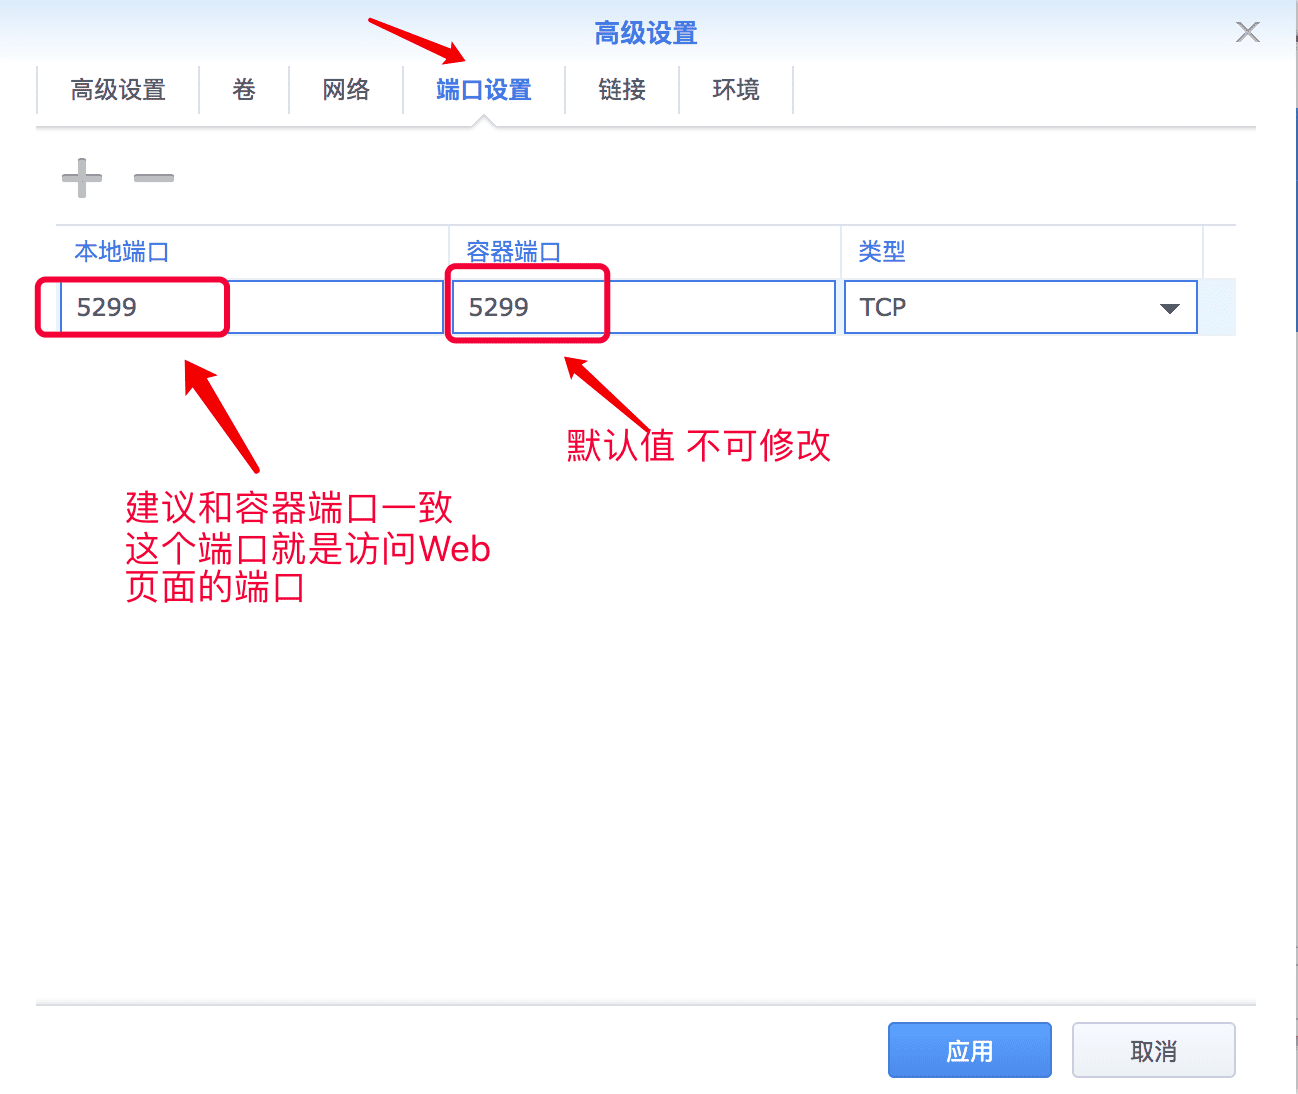 高级设置
高级设置 卷 网络 端口设置 链接 环境
本地端口 容器端口 类型
5299 5299 TCP
默认值 不可修改
建议和容器端口一致
这个端口就是访问Web
页面的端口
应用 取消